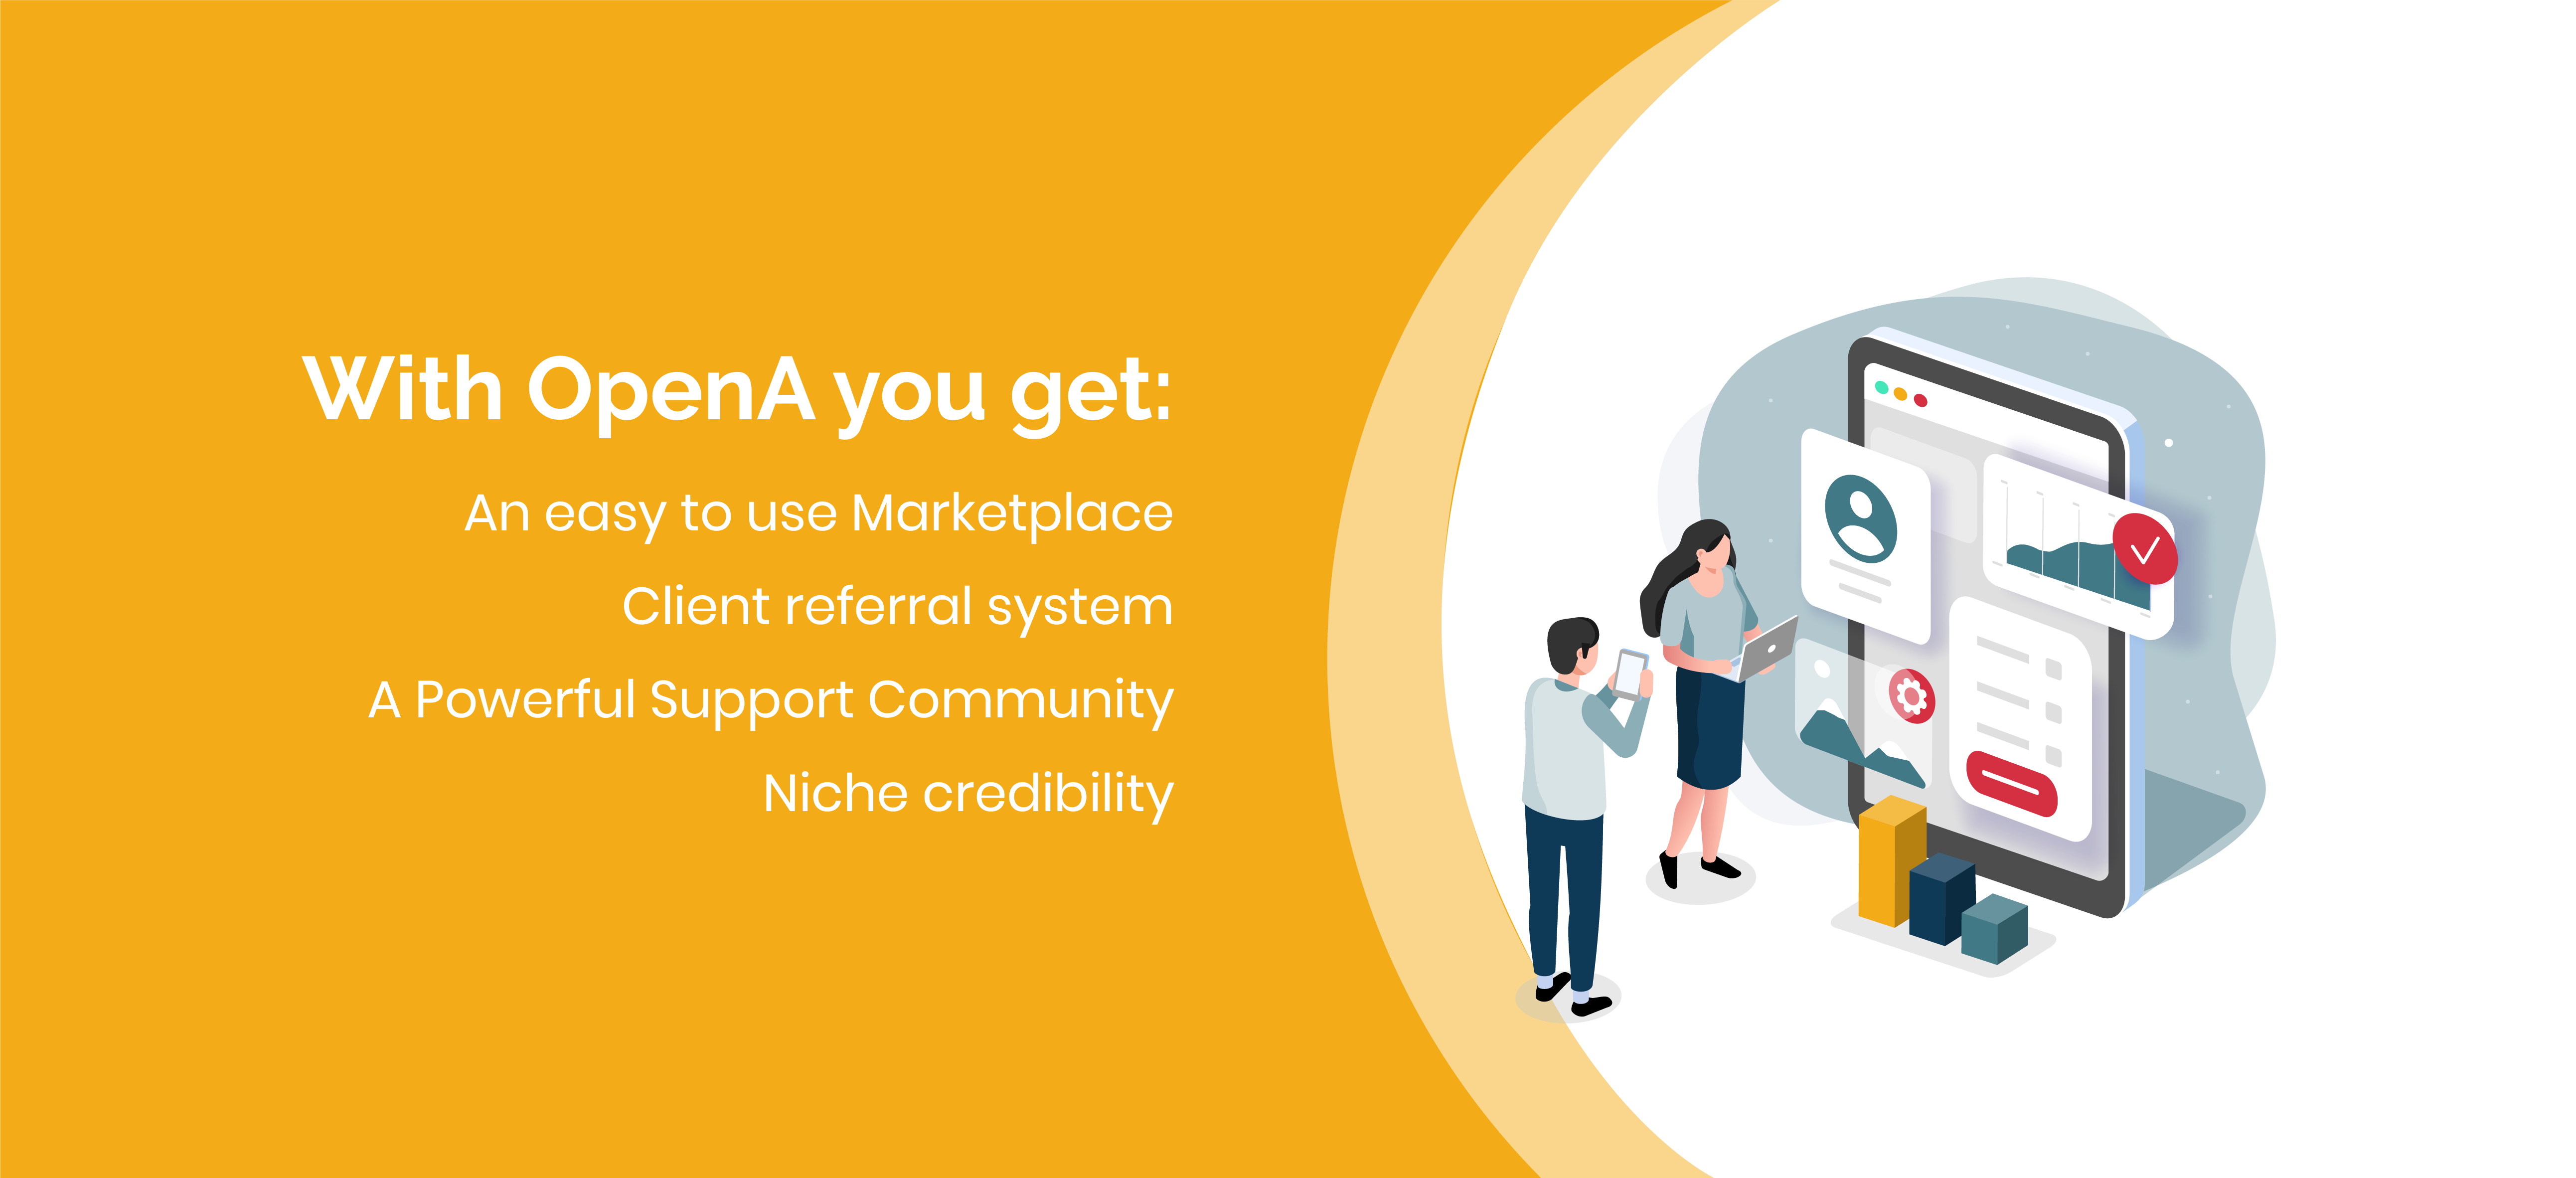 With OpenA you get:
An easy to use Marketplace
Client referral system
A Powerful Support Community
Niche credibility